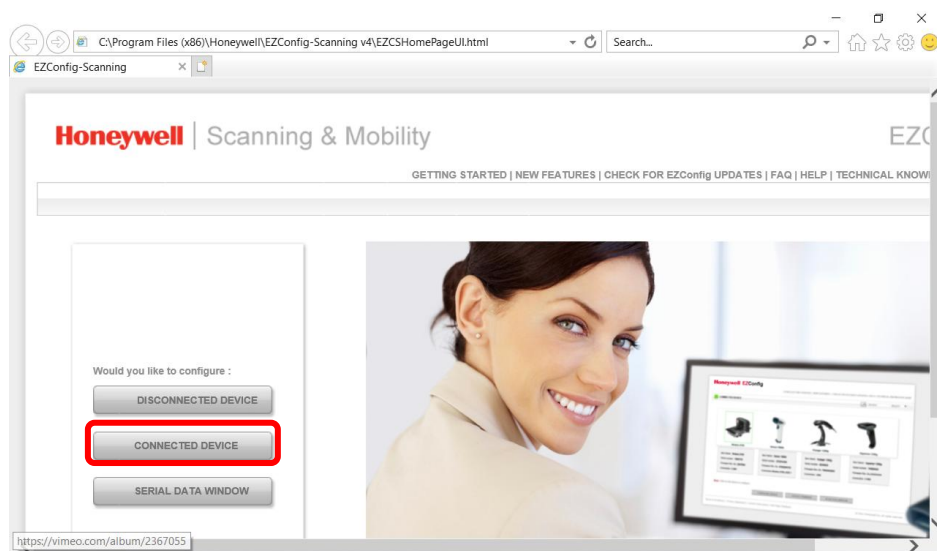 C:\Program Files (x86)\Honeywell\EZConfig-Scanning v4\EZCSHomePageUI.html
Search...
EZConfig-Scanning
Honeywell | Scanning & Mobility
EZC
GETTING STARTED | NEW FEATURES | CHECK FOR EZConfig UPDATES | FAQ | HELP | TECHNICAL KNOW
Would you like to configure :
DISCONNECTED DEVICE
CONNECTED DEVICE
SERIAL DATA WINDOW
Honeywell EZConfig
https://vimeo.com/album/2367055